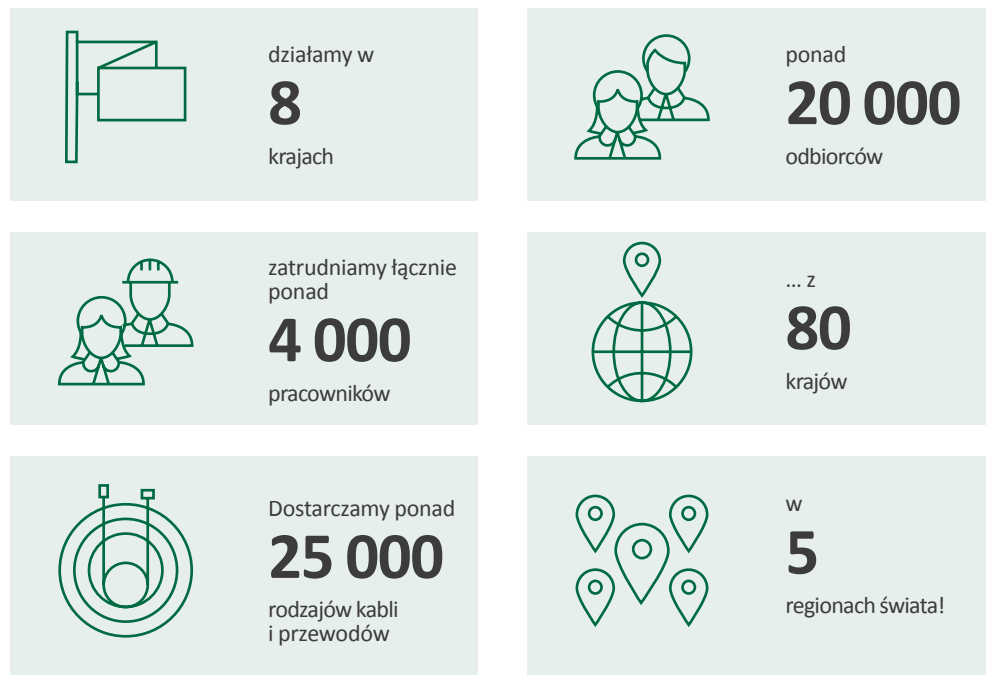 działamy w
8
krajach
ponad
20 000
odbiorców
zatrudniamy łącznie
ponad
4 000
pracowników
... z
80
krajów
Dostarczamy ponad
25 000
rodzajów kabli
i przewodów
w
5
regionach świata!